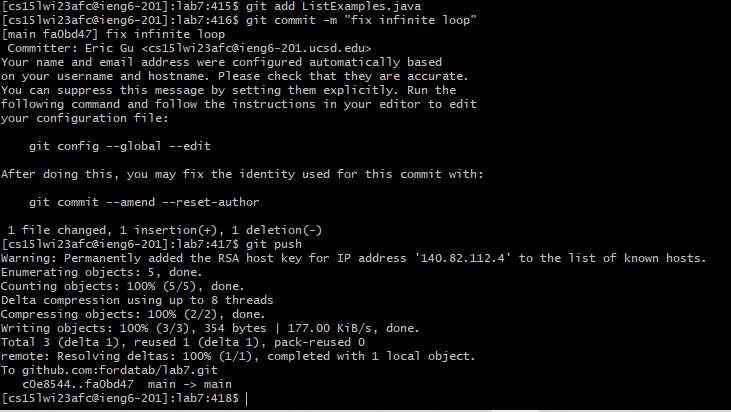 [cs15lwi23afc@ieng6-201]:lab7:415$ git add ListExamples.java
[cs15lwi23afc@ieng6-201]:lab7:416$ git commit -m "fix infinite loop"
[main fa0bd47] fix infinite loop
 Committer: Eric Gu <cs15lwi23afc@ieng6-201.ucsd.edu>
Your name and email address were configured automatically based
on your username and hostname. Please check that they are accurate.
You can suppress this message by setting them explicitly. Run the
following command and follow the instructions in your editor to edit
your configuration file:

    git config --global --edit

After doing this, you may fix the identity used for this commit with:

    git commit --amend --reset-author

 1 file changed, 1 insertion(+), 1 deletion(-)
[cs15lwi23afc@ieng6-201]:lab7:417$ git push
Warning: Permanently added the RSA host key for IP address '140.82.112.4' to the list of known hosts.
Enumerating objects: 5, done.
Counting objects: 100% (5/5), done.
Delta compression using up to 8 threads
Compressing objects: 100% (2/2), done.
Writing objects: 100% (3/3), 354 bytes | 177.00 KiB/s, done.
Total 3 (delta 1), reused 1 (delta 1), pack-reused 0
remote: Resolving deltas: 100% (1/1), completed with 1 local object.
To github.com:fordatab/lab7.git
   c0e8544..fa0bd47  main -> main
[cs15lwi23afc@ieng6-201]:lab7:418$